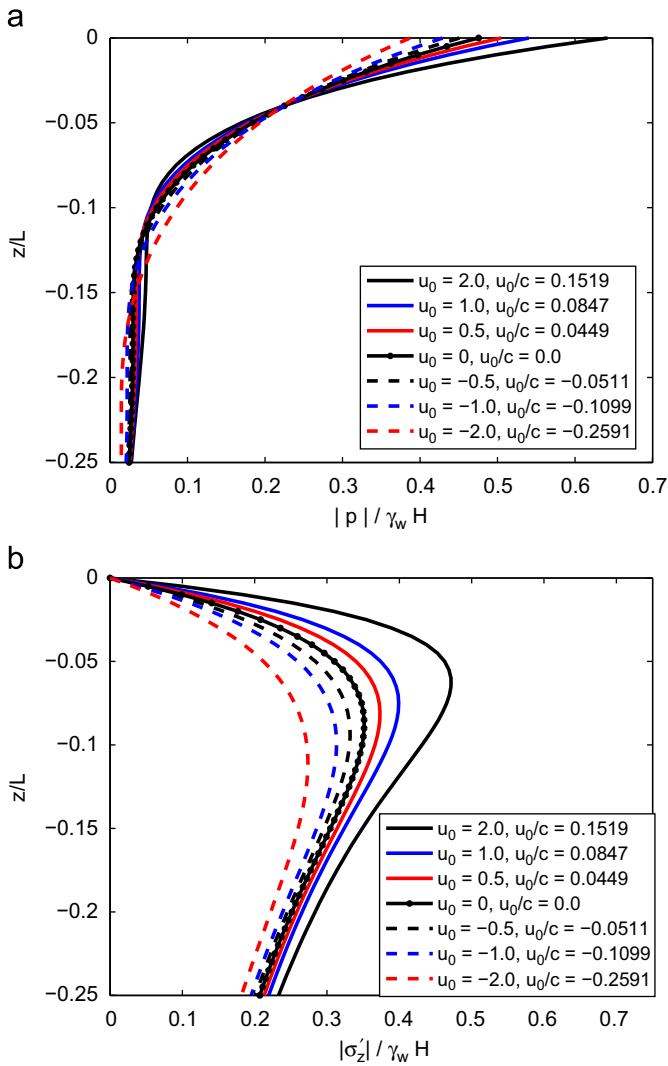 a
0
−0.05
−0.1
−0.15
−0.2
−0.25
z/L
0 0.1 0.2 0.3 0.4 0.5 0.6 0.7
| p | / γw H
u0 = 2.0, u0/c = 0.1519
u0 = 1.0, u0/c = 0.0847
u0 = 0.5, u0/c = 0.0449
u0 = 0, u0/c = 0.0
u0 = −0.5, u0/c = −0.0511
u0 = −1.0, u0/c = −0.1099
u0 = −2.0, u0/c = −0.2591
b
0
−0.05
−0.1
−0.15
−0.2
−0.25
z/L
0 0.1 0.2 0.3 0.4 0.5 0.6 0.7
|σz′| / γw H
u0 = 2.0, u0/c = 0.1519
u0 = 1.0, u0/c = 0.0847
u0 = 0.5, u0/c = 0.0449
u0 = 0, u0/c = 0.0
u0 = −0.5, u0/c = −0.0511
u0 = −1.0, u0/c = −0.1099
u0 = −2.0, u0/c = −0.2591